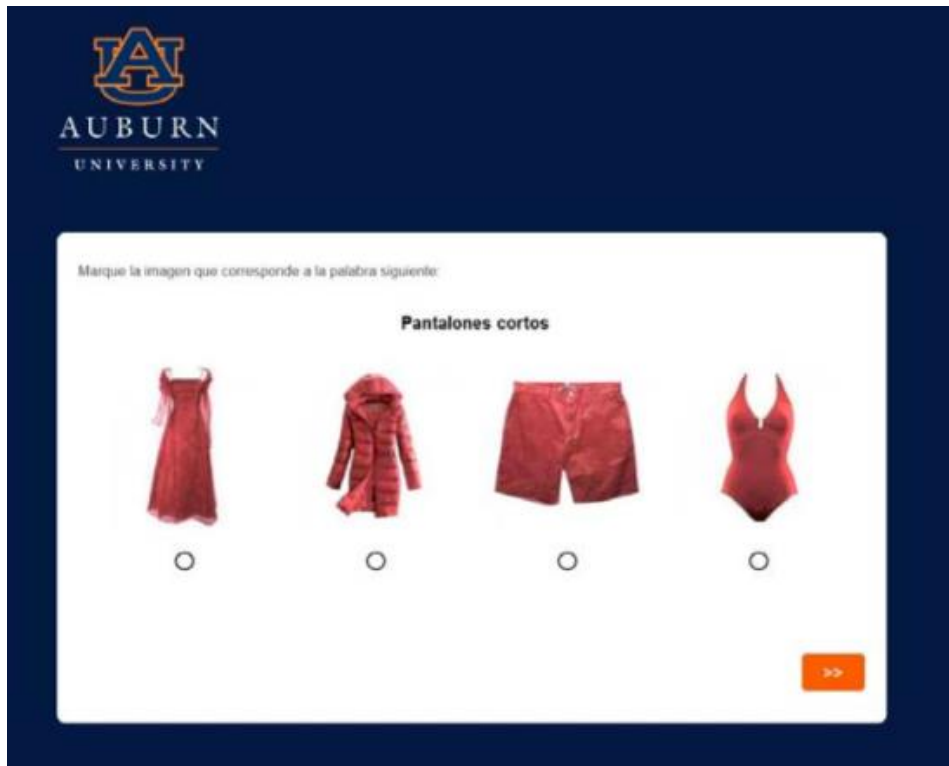 AU
AUBURN
UNIVERSITY
Marque la imagen que corresponde a la palabra siguiente:
Pantalones cortos
>>